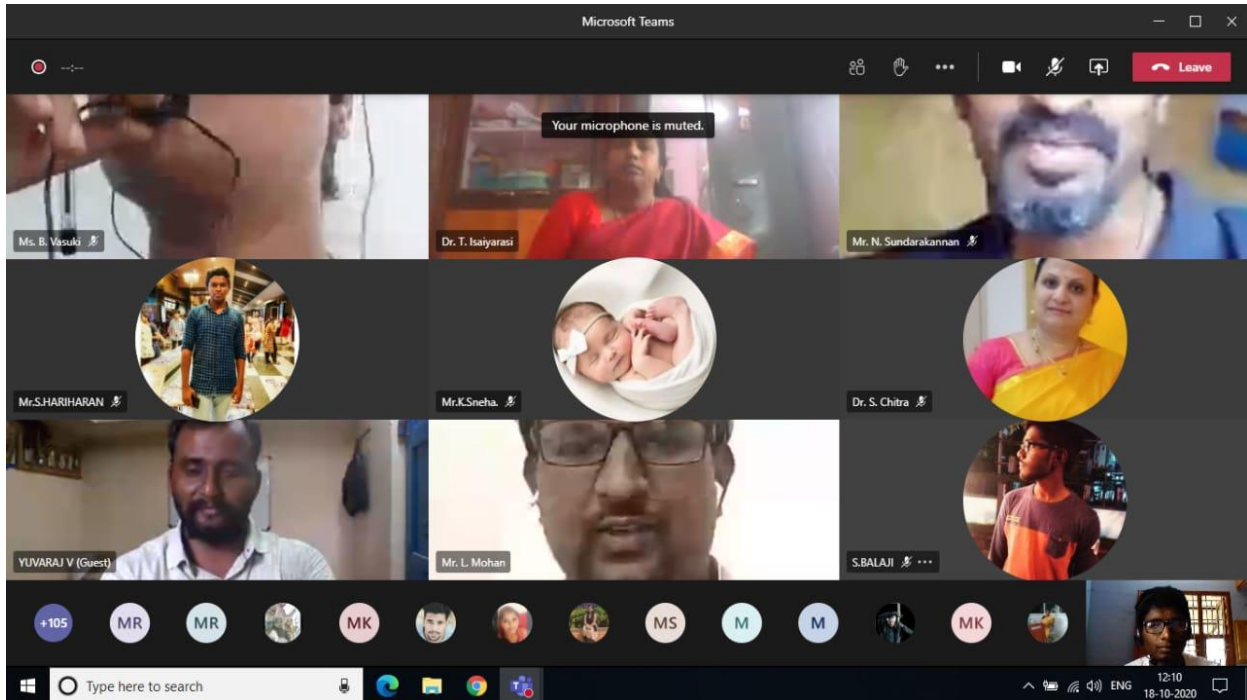 Microsoft Teams
--:--
Leave
Your microphone is muted.
Ms. B. Vasuki
Dr. T. Isaiyarasi
Mr. N. Sundarakannan
Mr.S.HARIHARAN
Mr.K.Sneha.
Dr. S. Chitra
YUVARAJ V (Guest)
Mr. L. Mohan
S.BALAJI
+105
MR
MR
MK
MS
M
M
MK
Type here to search
ENG
12:10
18-10-2020